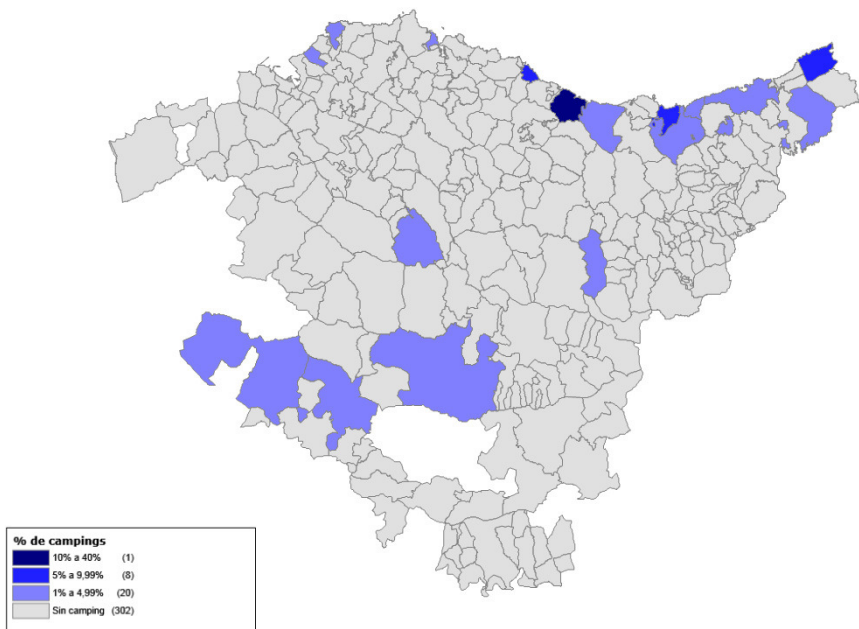 % de campings
10% a 40% (1)
5% a 9,99% (8)
1% a 4,99% (20)
Sin camping (302)